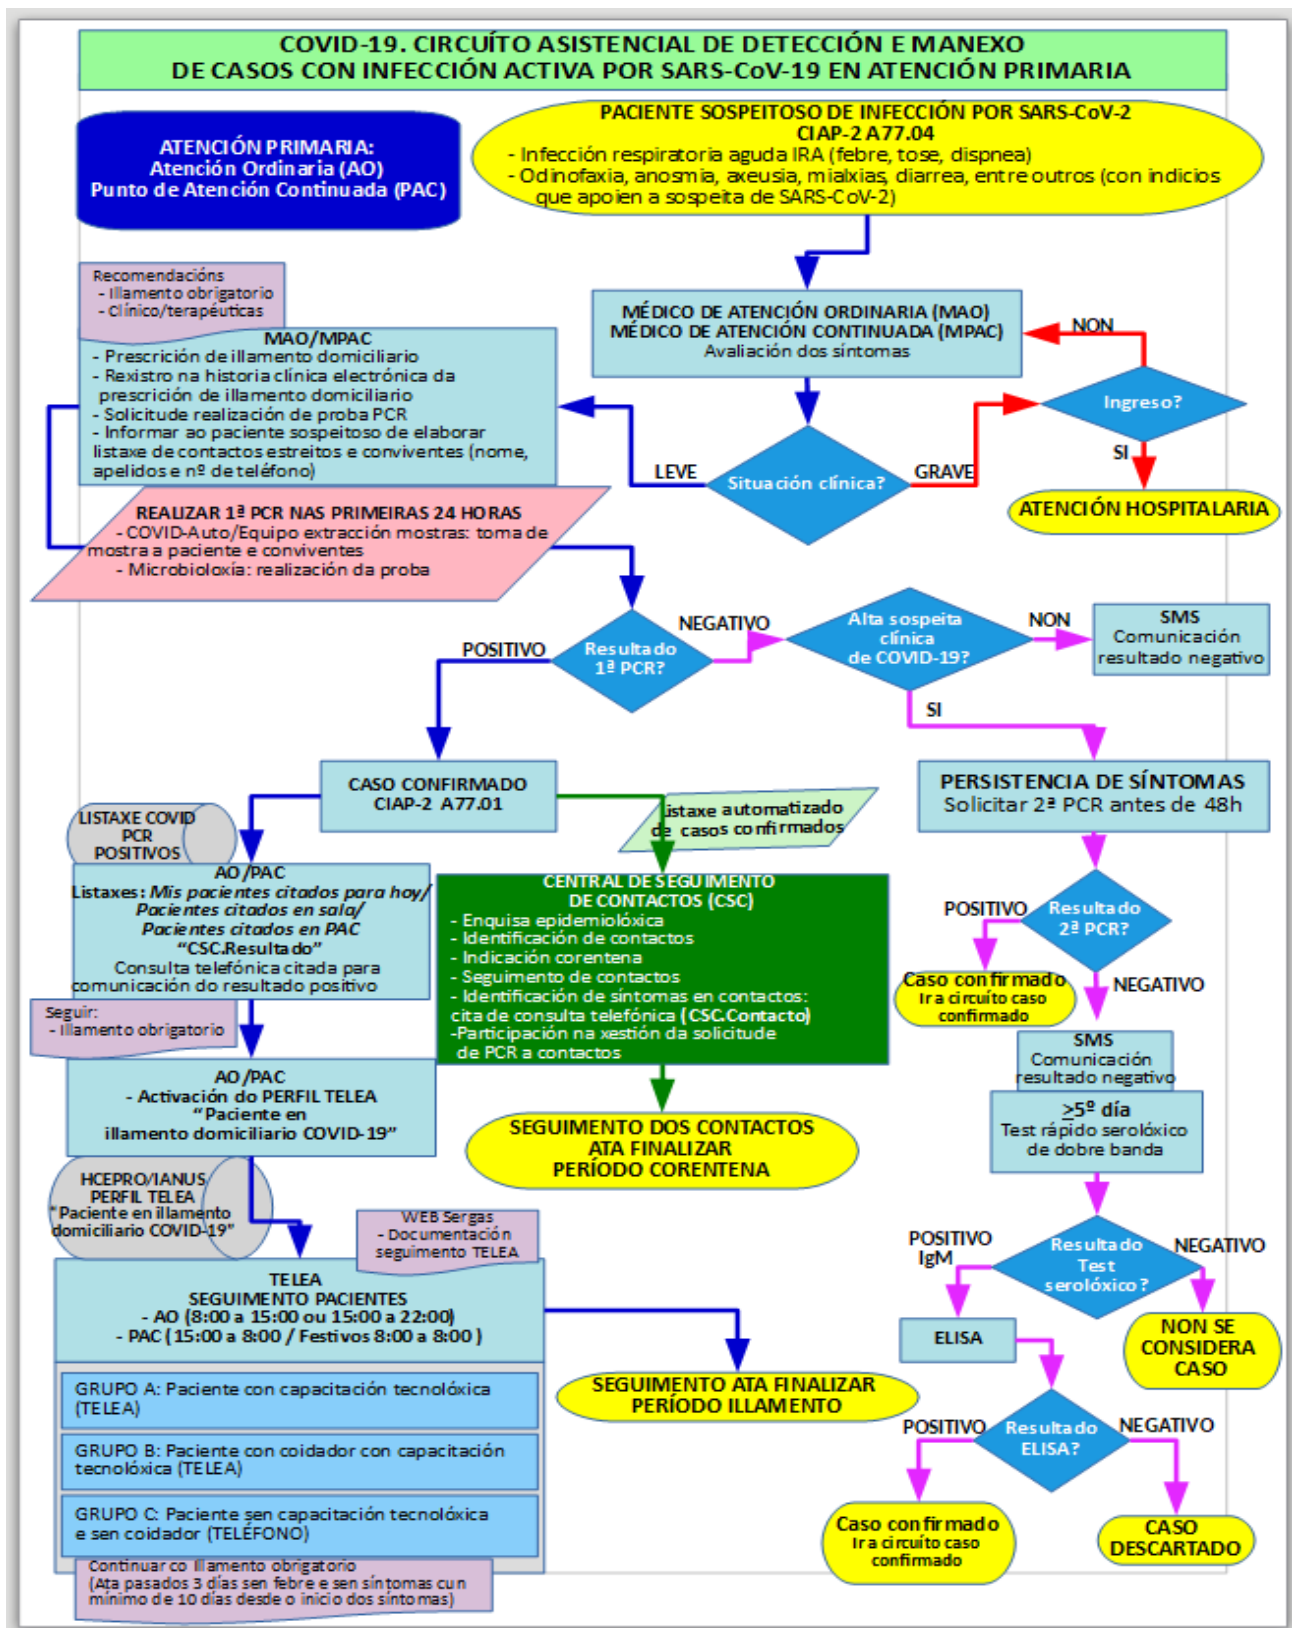 COVID-19. CIRCUÍTO ASISTENCIAL DE DETECCIÓN E MANEXO
DE CASOS CON INFECCIÓN ACTIVA POR SARS-CoV-19 EN ATENCIÓN PRIMARIA
ATENCIÓN PRIMARIA:
Atención Ordinaria (AO)
Punto de Atención Continuada (PAC)
PACIENTE SOSPEITOSO DE INFECCIÓN POR SARS-CoV-2
CIAP-2 A77.04
- Infección respiratoria aguda IRA (febre, tose, dispnea)
- Odinofaxia, anosmia, axeusia, mialxias, diarrea, entre outros (con indicios
que apoien a sospeita de SARS-CoV-2)
Recomendacións
- Illamento obrigatorio
- Clínico/terapéuticas
MAO/MPAC
- Prescrición de illamento domiciliario
- Rexistro na historia clínica electrónica da
prescrición de illamento domiciliario
- Solicitude realización de proba PCR
- Informar ao paciente sospeitoso de elaborar
listaxe de contactos estreitos e conviventes (nome,
apelidos e nº de teléfono)
MÉDICO DE ATENCIÓN ORDINARIA (MAO)
MÉDICO DE ATENCIÓN CONTINUADA (MPAC)
Avaliación dos síntomas
NON
Ingreso?
SI
ATENCIÓN HOSPITALARIA
LEVE
Situación clínica?
GRAVE
REALIZAR 1ª PCR NAS PRIMEIRAS 24 HORAS
- COVID-Auto/Equipo extracción mostras: toma de
mostra a paciente e conviventes
- Microbioloxía: realización da proba
POSITIVO
Resultado
1ª PCR?
NEGATIVO
Alta sospeita
clínica
de COVID-19?
NON
SMS
Comunicación
resultado negativo
SI
CASO CONFIRMADO
CIAP-2 A77.01
PERSISTENCIA DE SÍNTOMAS
Solicitar 2ª PCR antes de 48h
LISTAXE COVID
PCR
POSITIVOS
Listaxe automatizado
de casos confirmados
AO/PAC
Listaxes: Mis pacientes citados para hoy/
Pacientes citados en sala/
Pacientes citados en PAC
“CSC.Resultado”
Consulta telefónica citada para
comunicación do resultado positivo
CENTRAL DE SEGUIMENTO
DE CONTACTOS (CSC)
- Enquisa epidemiolóxica
- Identificación de contactos
- Indicación corentena
- Seguimento de contactos
- Identificación de síntomas en contactos:
cita de consulta telefónica (CSC.Contacto)
-Participación na xestión da solicitude
de PCR a contactos
POSITIVO
Resultado
2ª PCR?
NEGATIVO
Caso confirmado
Ir a circuíto caso
confirmado
Seguir:
- Illamento obrigatorio
SMS
Comunicación
resultado negativo
AO/PAC
- Activación do PERFIL TELEA
“Paciente en
illamento domiciliario COVID-19”
≥5º día
Test rápido serolóxico
de dobre banda
SEGUIMENTO DOS CONTACTOS
ATA FINALIZAR
PERÍODO CORENTENA
HCEPRO/IANUS
PERFIL TELEA
“Paciente en illamento
domiciliario COVID-19”
WEB Sergas
- Documentación
seguimento TELEA
POSITIVO
IgM
Resultado
Test
serolóxico?
NEGATIVO
TELEA
SEGUIMENTO PACIENTES
- AO (8:00 a 15:00 ou 15:00 a 22:00)
- PAC (15:00 a 8:00 / Festivos 8:00 a 8:00 )
ELISA
NON SE
CONSIDERA
CASO
SEGUIMENTO ATA FINALIZAR
PERÍODO ILLAMENTO
GRUPO A: Paciente con capacitación tecnolóxica
(TELEA)
GRUPO B: Paciente con coidador con capacitación
tecnolóxica (TELEA)
GRUPO C: Paciente sen capacitación tecnolóxica
e sen coidador (TELÉFONO)
POSITIVO
Resultado
ELISA?
NEGATIVO
Caso confirmado
Ir a circuíto caso
confirmado
CASO
DESCARTADO
Continuar co Illamento obrigatorio
(Ata pasados 3 días sen febre e sen síntomas cun
mínimo de 10 días desde o inicio dos síntomas)